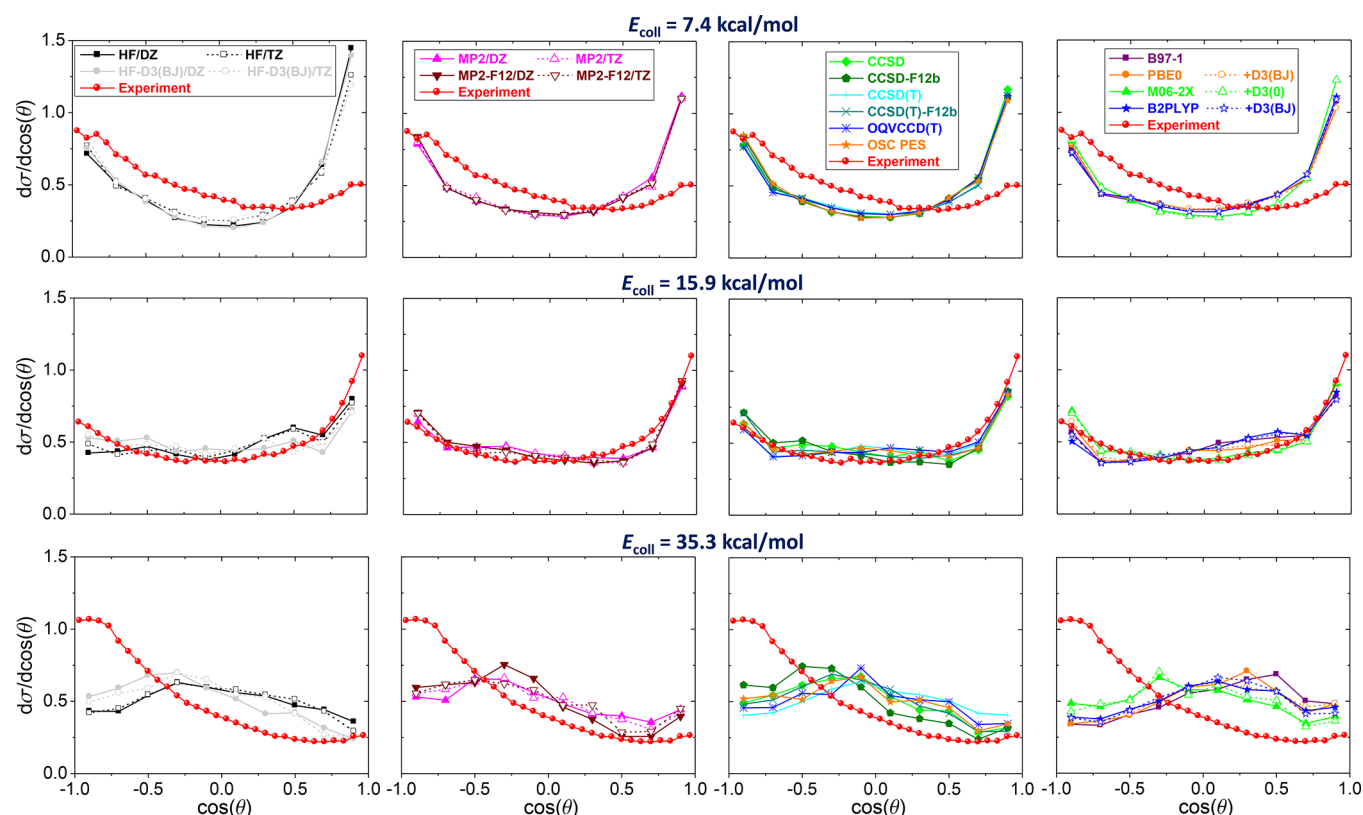 E_coll = 7.4 kcal/mol
dσ/dcos(θ)
1.5
1.0
0.5
0.0
HF/DZ
HF/TZ
HF-D3(BJ)/DZ
HF-D3(BJ)/TZ
Experiment
MP2/DZ
MP2/TZ
MP2-F12/DZ
MP2-F12/TZ
Experiment
CCSD
CCSD-F12b
CCSD(T)
CCSD(T)-F12b
OQVCCD(T)
OSC PES
Experiment
B97-1
PBE0
+D3(BJ)
M06-2X
+D3(0)
B2PLYP
+D3(BJ)
Experiment
E_coll = 15.9 kcal/mol
dσ/dcos(θ)
1.5
1.0
0.5
0.0
E_coll = 35.3 kcal/mol
dσ/dcos(θ)
1.5
1.0
0.5
0.0
-1.0 -0.5 0.0 0.5 1.0
-1.0 -0.5 0.0 0.5 1.0
-1.0 -0.5 0.0 0.5 1.0
-1.0 -0.5 0.0 0.5 1.0
cos(θ)
cos(θ)
cos(θ)
cos(θ)